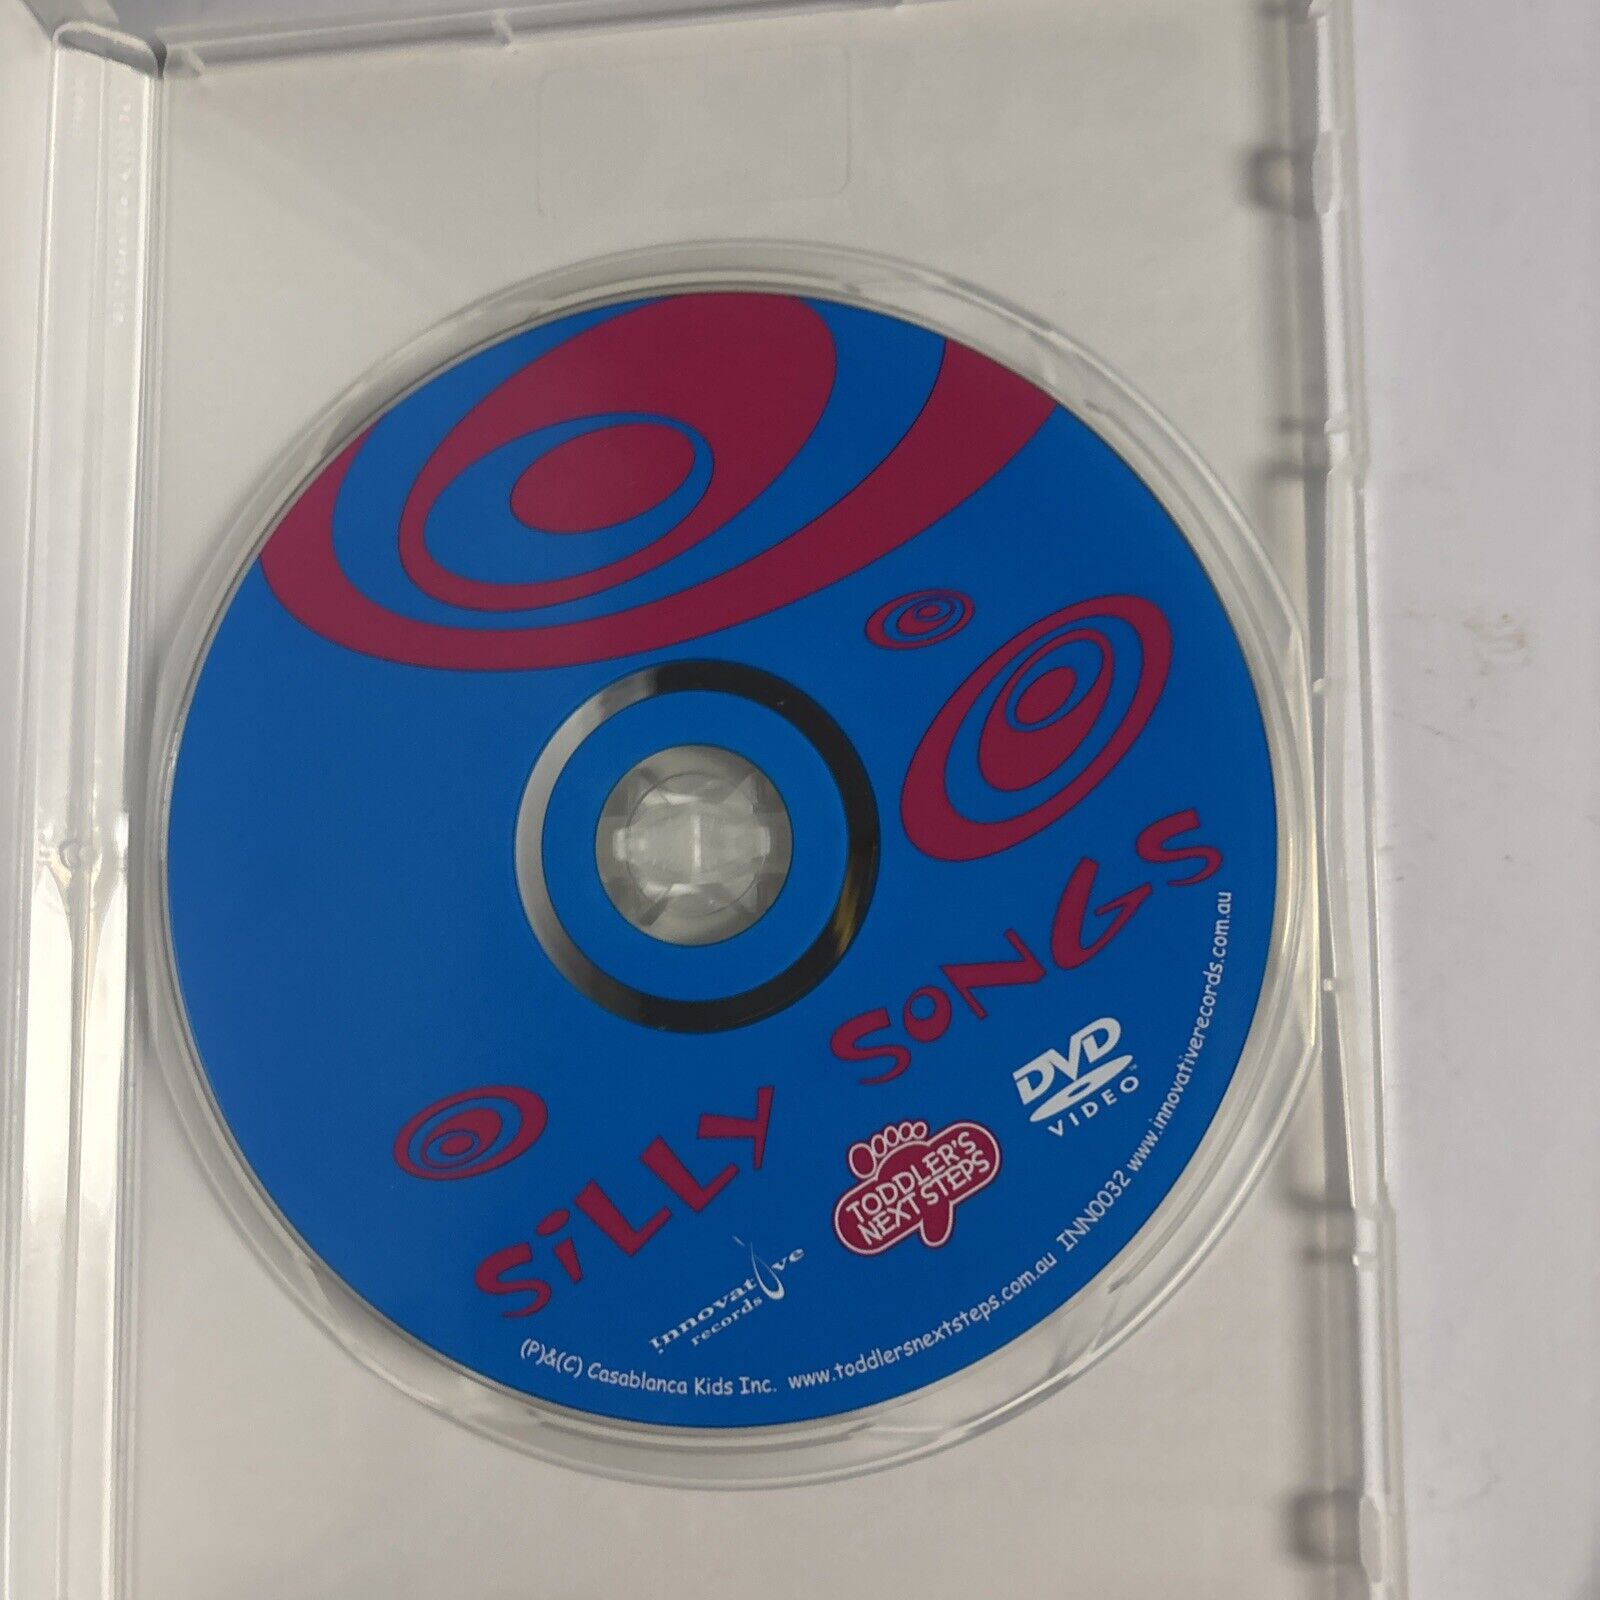 SiLLY SONGS
innovative
records
TODDLER'S
NEXT STEPS
DVD
VIDEO
(P)&(C) Casablanca Kids Inc. www.toddlersnextsteps.com.au INN0032 www.innovativerecords.com.au